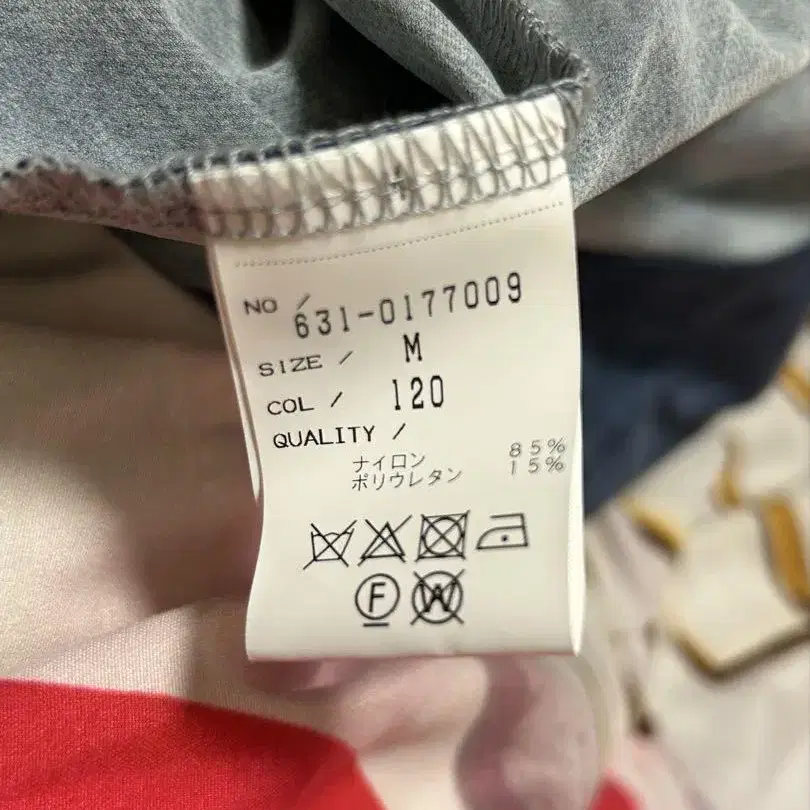 NO / 631-0177009
SIZE / M
COL / 120
QUALITY /
ナイロン 85%
ポリウレタン 15%
F W